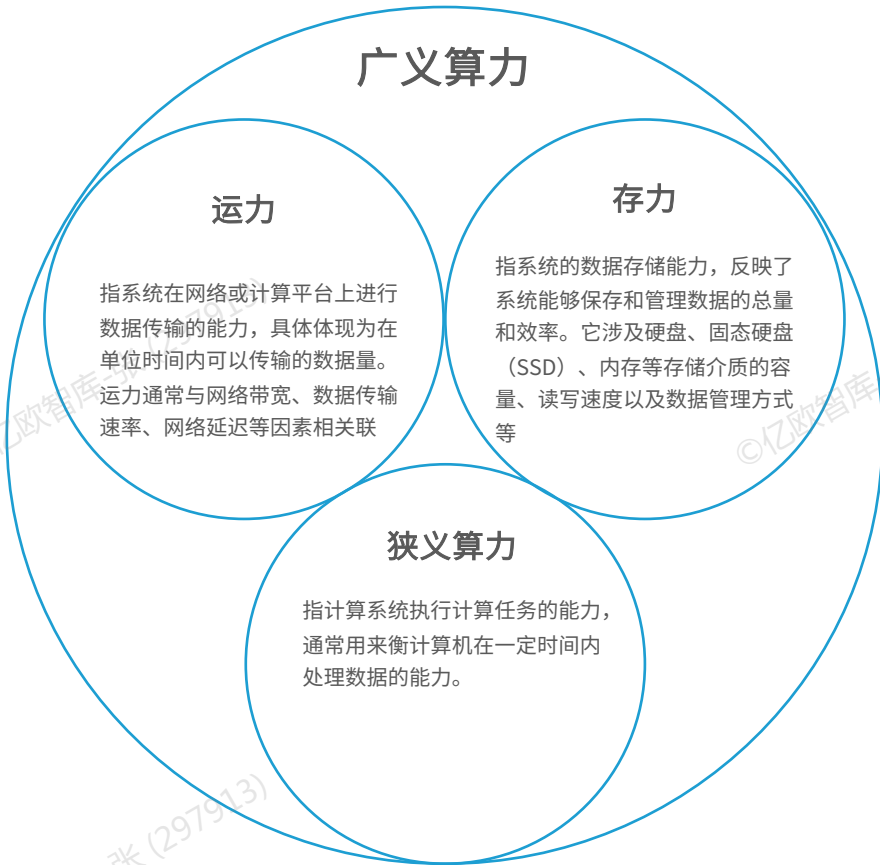 广义算力
运力
指系统在网络或计算平台上进行
数据传输的能力，具体体现为在
单位时间内可以传输的数据量。
运力通常与网络带宽、数据传输
速率、网络延迟等因素相关联
存力
指系统的数据存储能力，反映了
系统能够保存和管理数据的总量
和效率。它涉及硬盘、固态硬盘
（SSD）、内存等存储介质的容
量、读写速度以及数据管理方式
等
狭义算力
指计算系统执行计算任务的能力，
通常用来衡计算机在一定时间内
处理数据的能力。
亿欧智库-张 (297913)
©亿欧智库
张 (297913)